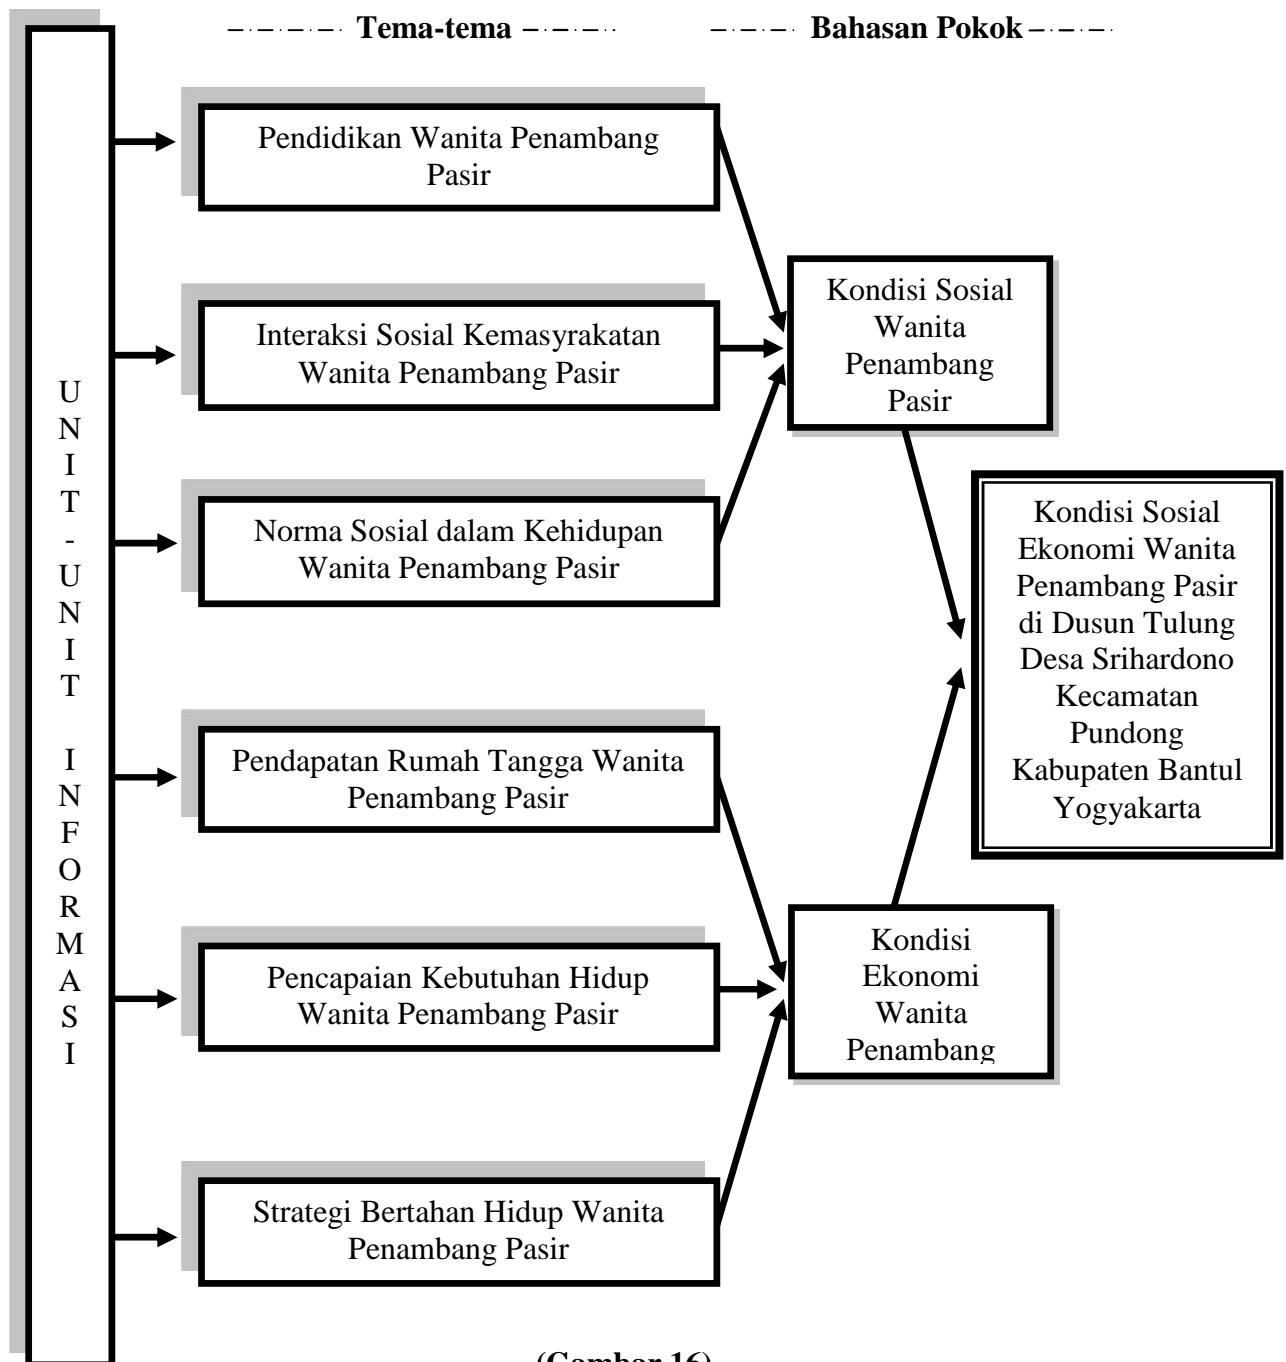 Tema-tema
Bahasan Pokok
UNIT-UNIT INFORMASI
Pendidikan Wanita Penambang
Pasir
Interaksi Sosial Kemasyrakatan
Wanita Penambang Pasir
Norma Sosial dalam Kehidupan
Wanita Penambang Pasir
Pendapatan Rumah Tangga Wanita
Penambang Pasir
Pencapaian Kebutuhan Hidup
Wanita Penambang Pasir
Strategi Bertahan Hidup Wanita
Penambang Pasir
Kondisi Sosial
Wanita
Penambang
Pasir
Kondisi
Ekonomi
Wanita
Penambang
Kondisi Sosial
Ekonomi Wanita
Penambang Pasir
di Dusun Tulung
Desa Srihardono
Kecamatan
Pundong
Kabupaten Bantul
Yogyakarta
(Gambar 16)